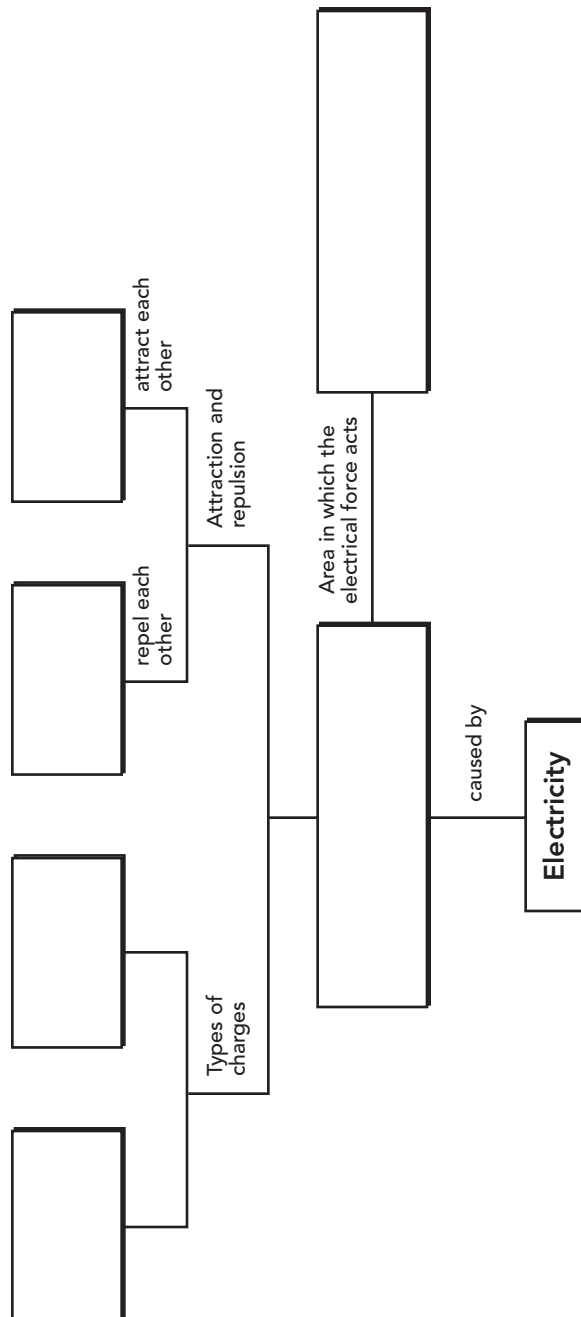 attract each
other
Attraction and
repulsion
repel each
other
Types of
charges
Area in which the
electrical force acts
caused by
Electricity